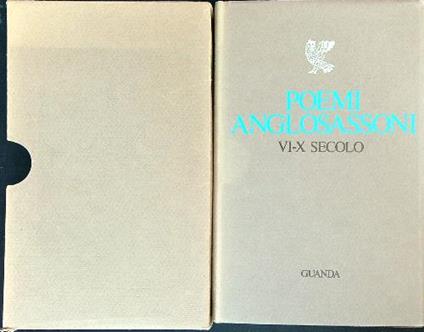 POEMI
ANGLOSASSONI
VI-X SECOLO
GUANDA